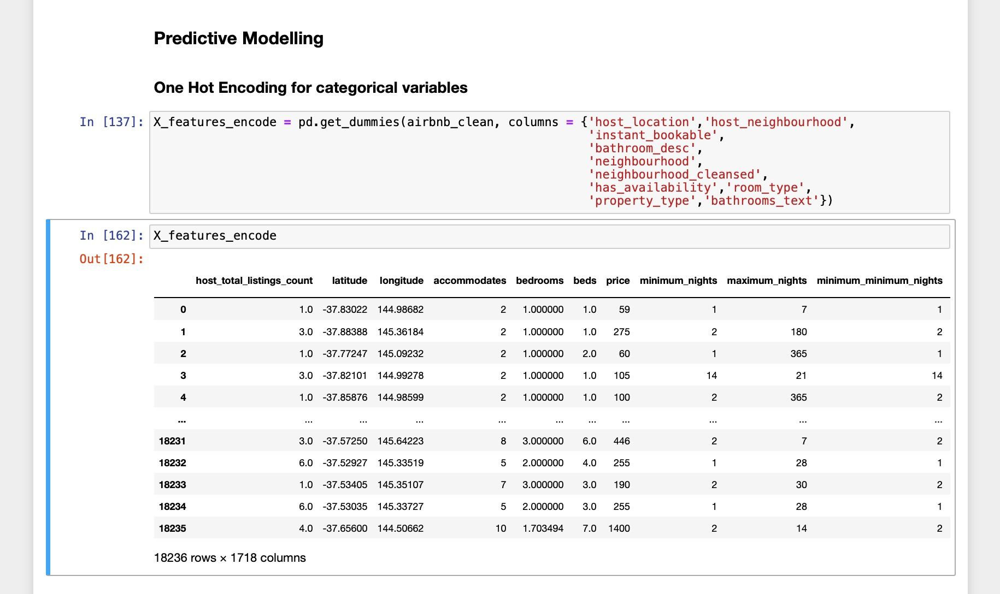 Predictive Modelling
One Hot Encoding for categorical variables
In [137]: X_features_encode = pd.get_dummies(airbnb_clean, columns = {'host_location','host_neighbourhood',
'instant_bookable',
'bathroom_desc',
'neighbourhood',
'neighbourhood_cleansed',
'has_availability','room_type',
'property_type','bathrooms_text'})
In [162]: X_features_encode
Out[162]:
host_total_listings_count latitude longitude accommodates bedrooms beds price minimum_nights maximum_nights minimum_minimum_nights
0 1.0 -37.83022 144.98682 2 1.000000 1.0 59 1 7 1
1 3.0 -37.88388 145.36184 2 1.000000 1.0 275 2 180 2
2 1.0 -37.77247 145.09232 2 1.000000 2.0 60 1 365 1
3 3.0 -37.82101 144.99278 2 1.000000 1.0 105 14 21 14
4 1.0 -37.85876 144.98599 2 1.000000 1.0 100 2 365 2
... ... ... ... ... ... ... ... ... ... ...
18231 3.0 -37.57250 145.64223 8 3.000000 6.0 446 2 7 2
18232 6.0 -37.52927 145.33519 5 2.000000 4.0 255 1 28 1
18233 1.0 -37.53405 145.35107 7 3.000000 3.0 190 2 30 2
18234 6.0 -37.53035 145.33727 5 2.000000 3.0 255 1 28 1
18235 4.0 -37.65600 144.50662 10 1.703494 7.0 1400 2 14 2
18236 rows × 1718 columns